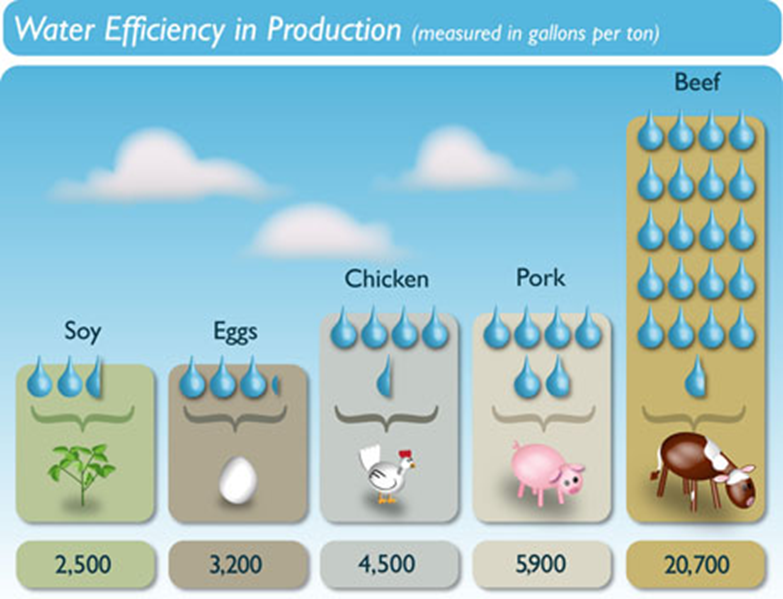 Water Efficiency in Production (measured in gallons per ton)
Beef
Chicken
Pork
Soy
Eggs
2,500
3,200
4,500
5,900
20,700